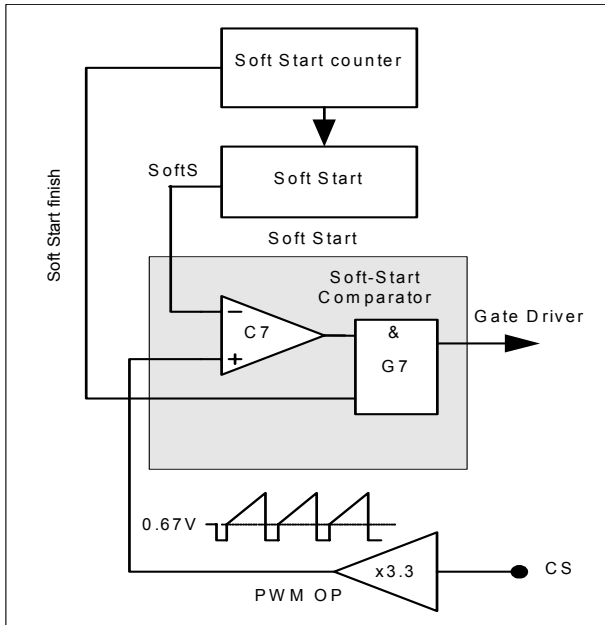 Soft Start counter
SoftS
Soft Start
Soft Start finish
Soft Start
Soft-Start
Comparator
Gate Driver
−
C7
+
&
G7
0.67V
x3.3
CS
PWM OP